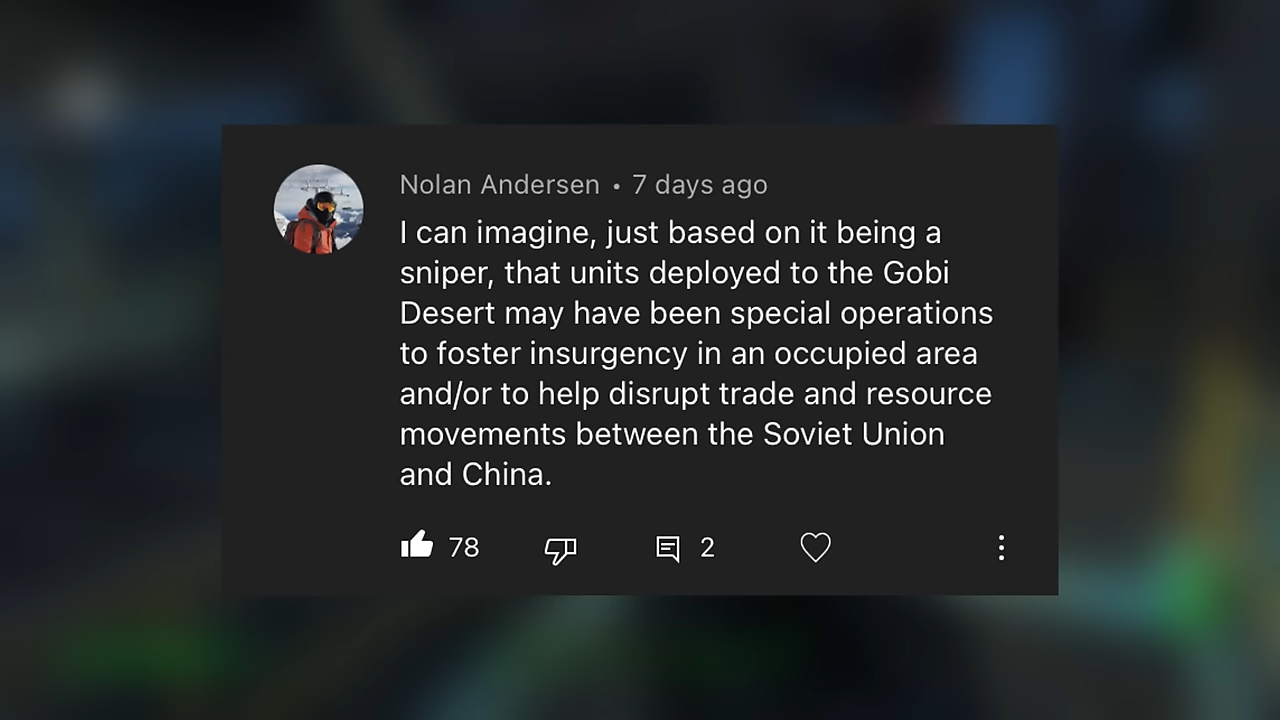 Nolan Andersen • 7 days ago
I can imagine, just based on it being a
sniper, that units deployed to the Gobi
Desert may have been special operations
to foster insurgency in an occupied area
and/or to help disrupt trade and resource
movements between the Soviet Union
and China.
78 2